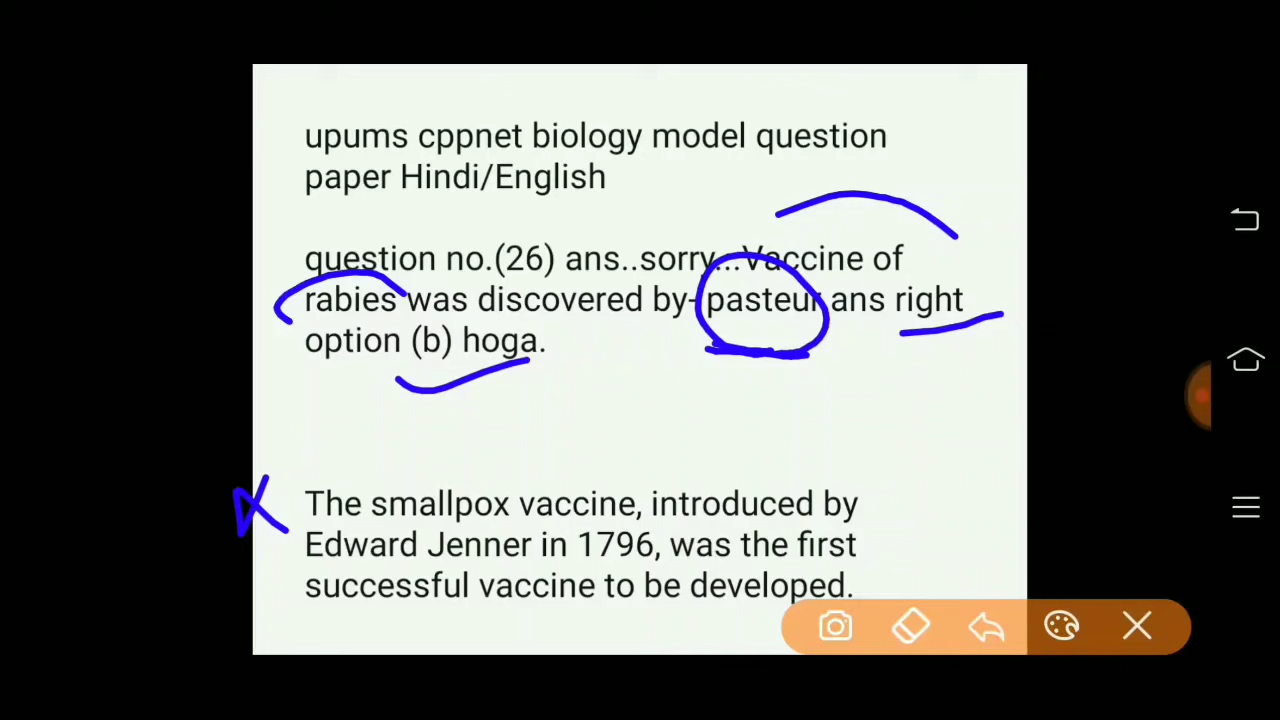 upums cppnet biology model question
paper Hindi/English
question no.(26) ans..sorry...Vaccine of
rabies was discovered by- pasteur ans right
option (b) hoga.
The smallpox vaccine, introduced by
Edward Jenner in 1796, was the first
successful vaccine to be developed.